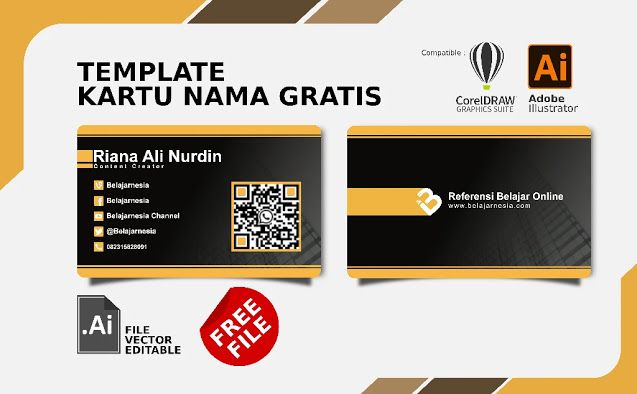 TEMPLATE
KARTU NAMA GRATIS
Compatible :
CorelDRAW
GRAPHICS SUITE
Ai
Adobe
Illustrator
Riana Ali Nurdin
Content Creator
Belajarnesia
Belajarnesia
Belajarnesia Channel
@Belajarnesia
082315828091
Referensi Belajar Online
www.belajarnesia.com
.Ai
FILE
VECTOR
EDITABLE
FREE
FILE